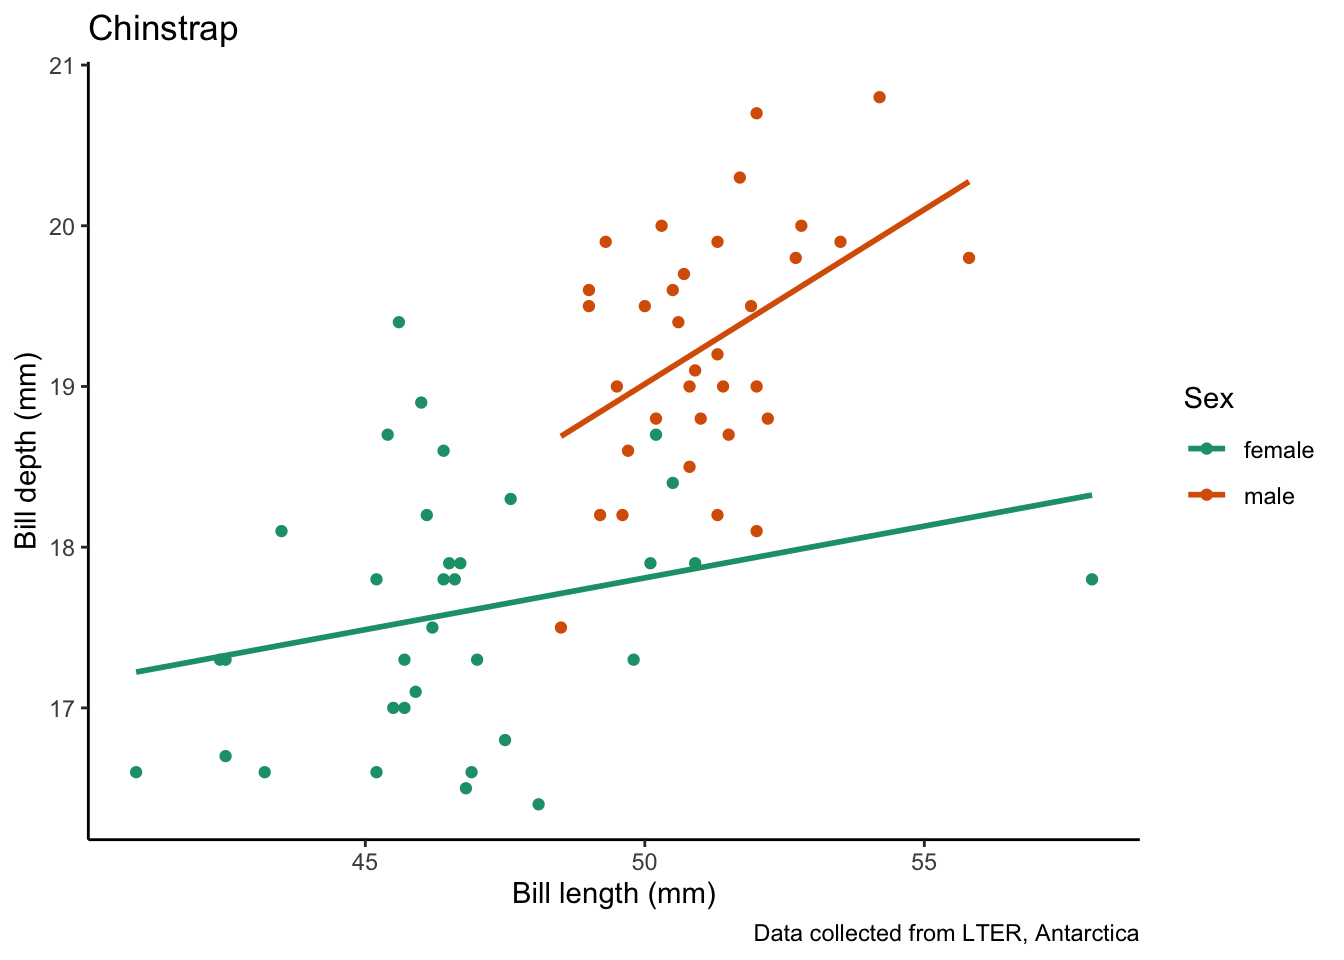 Chinstrap
21
20
19
18
17
Bill depth (mm)
45
50
55
Bill length (mm)
Sex
female
male
Data collected from LTER, Antarctica